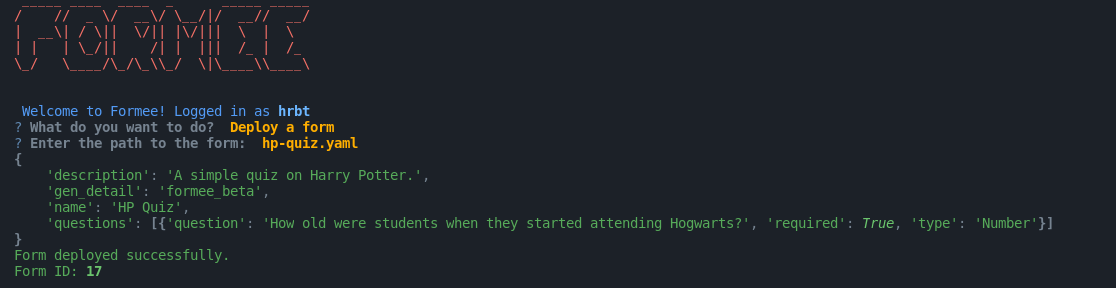 FORMEE
Welcome to Formee! Logged in as hrbt
? What do you want to do?  Deploy a form
? Enter the path to the form:  hp-quiz.yaml
{
    'description': 'A simple quiz on Harry Potter.',
    'gen_detail': 'formee_beta',
    'name': 'HP Quiz',
    'questions': [{'question': 'How old were students when they started attending Hogwarts?', 'required': True, 'type': 'Number'}]
}
Form deployed successfully.
Form ID: 17